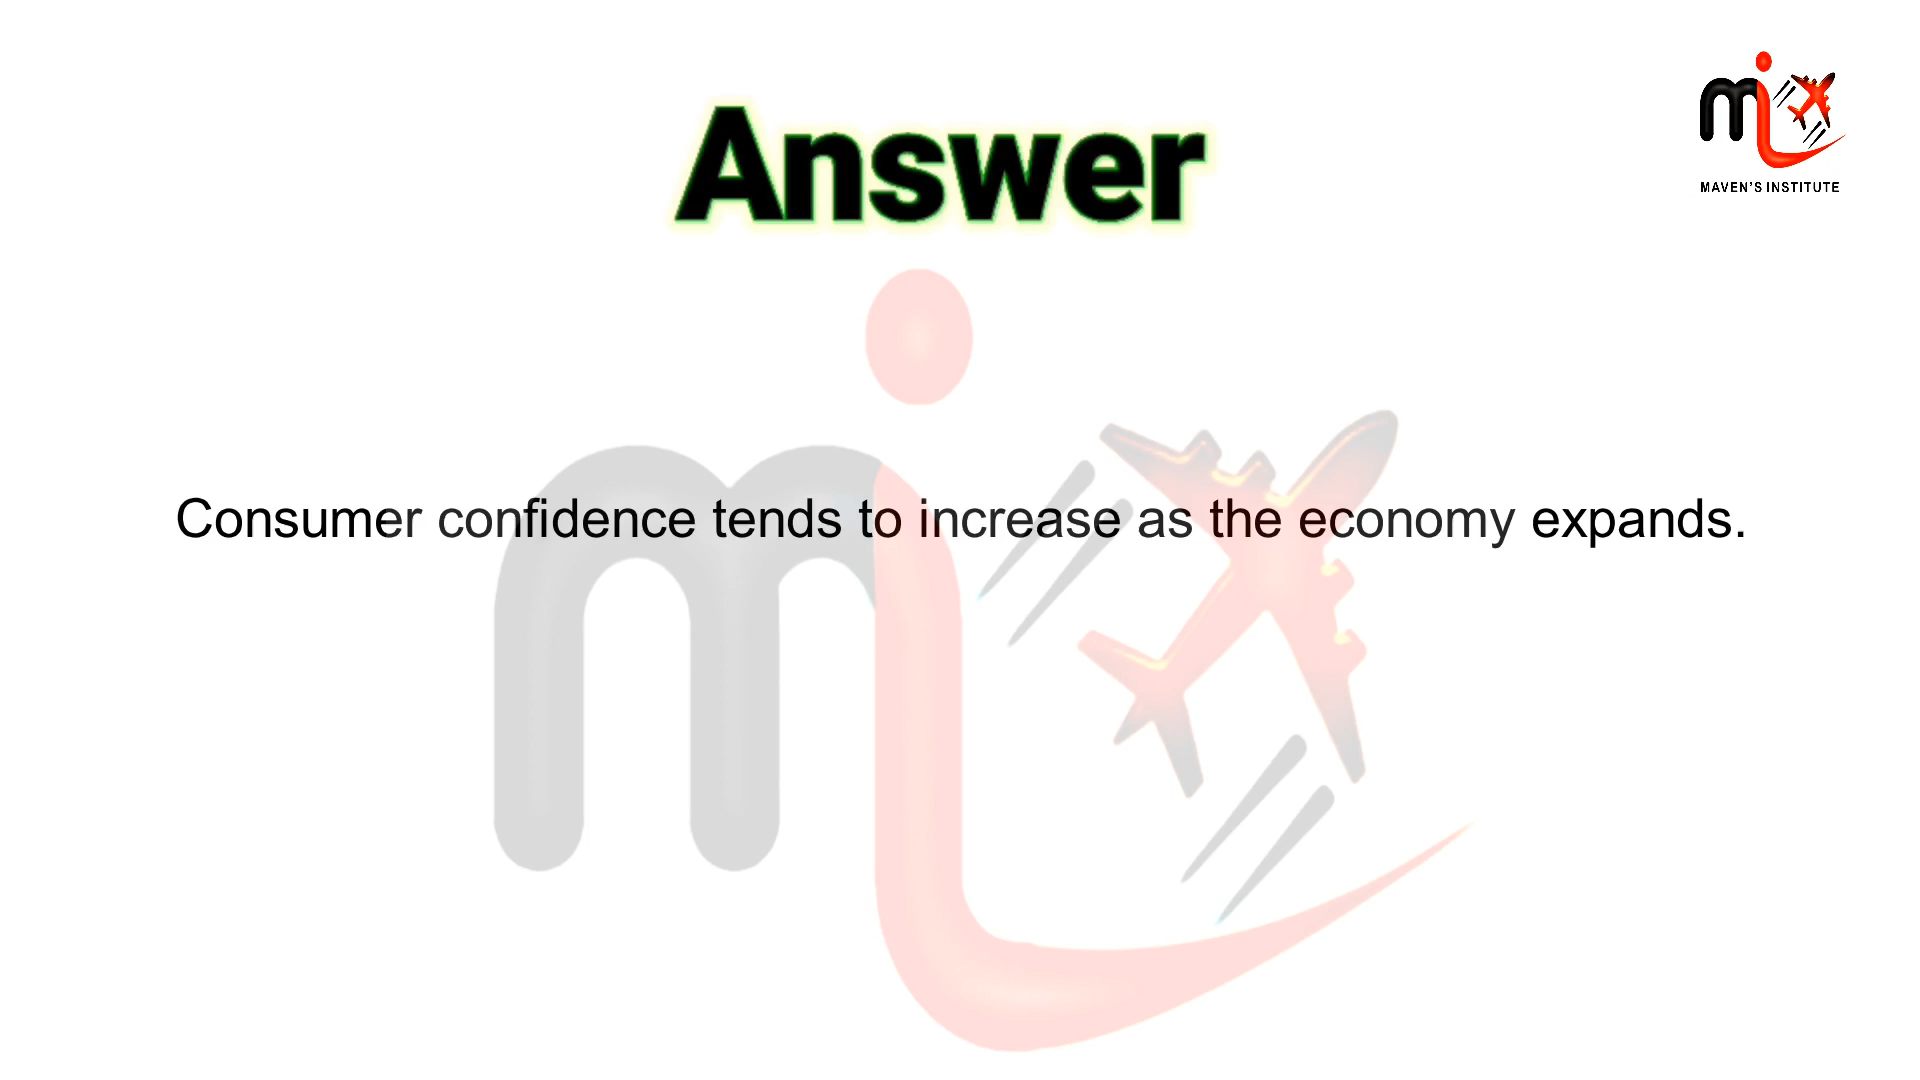 Answer
MAVEN'S INSTITUTE
Consumer confidence tends to increase as the economy expands.